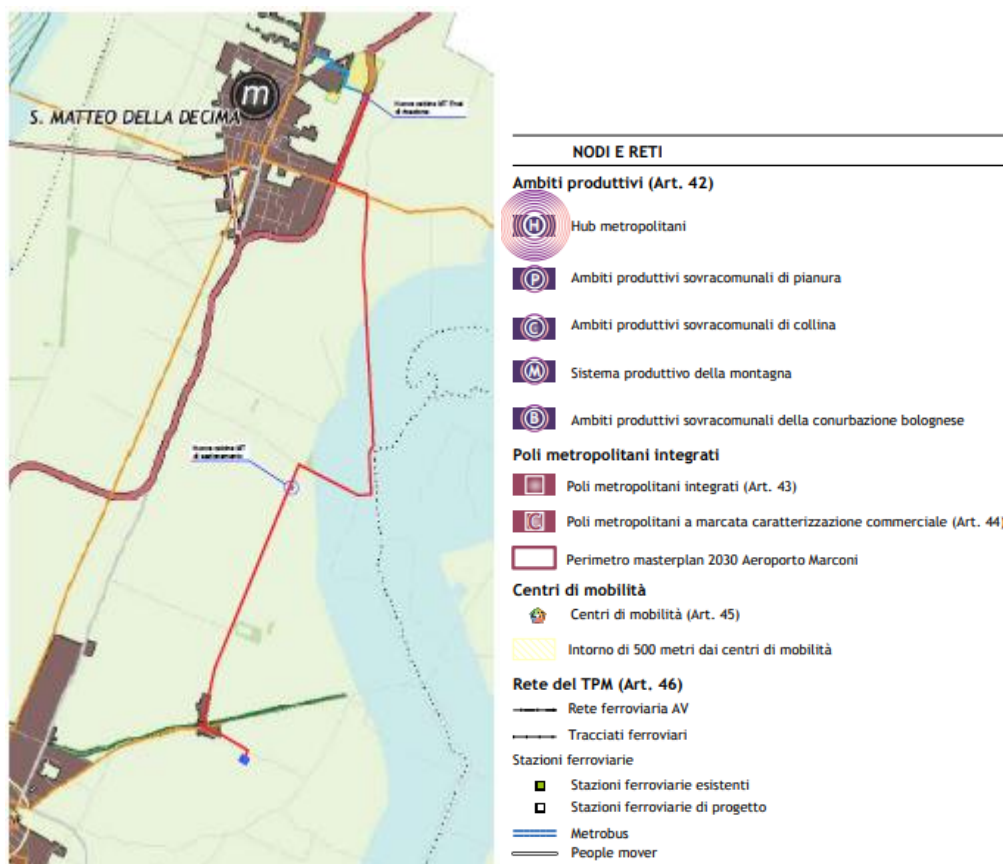 m
S. MATTEO DELLA DECIMA
Nuova cabina MT
NODI E RETI
Ambiti produttivi (Art. 42)
H Hub metropolitani
P Ambiti produttivi sovracomunali di pianura
C Ambiti produttivi sovracomunali di collina
M Sistema produttivo della montagna
B Ambiti produttivi sovracomunali della conurbazione bolognese
Poli metropolitani integrati
Poli metropolitani integrati (Art. 43)
C Poli metropolitani a marcata caratterizzazione commerciale (Art. 44)
Perimetro masterplan 2030 Aeroporto Marconi
Centri di mobilità
Centri di mobilità (Art. 45)
Intorno di 500 metri dai centri di mobilità
Rete del TPM (Art. 46)
Rete ferroviaria AV
Tracciati ferroviari
Stazioni ferroviarie
Stazioni ferroviarie esistenti
Stazioni ferroviarie di progetto
Metrobus
People mover